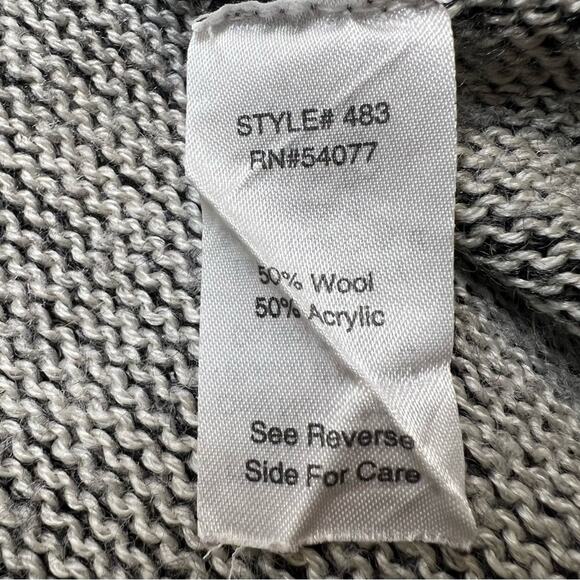 STYLE# 483
RN#54077
50% Wool
50% Acrylic
See Reverse
Side For Care